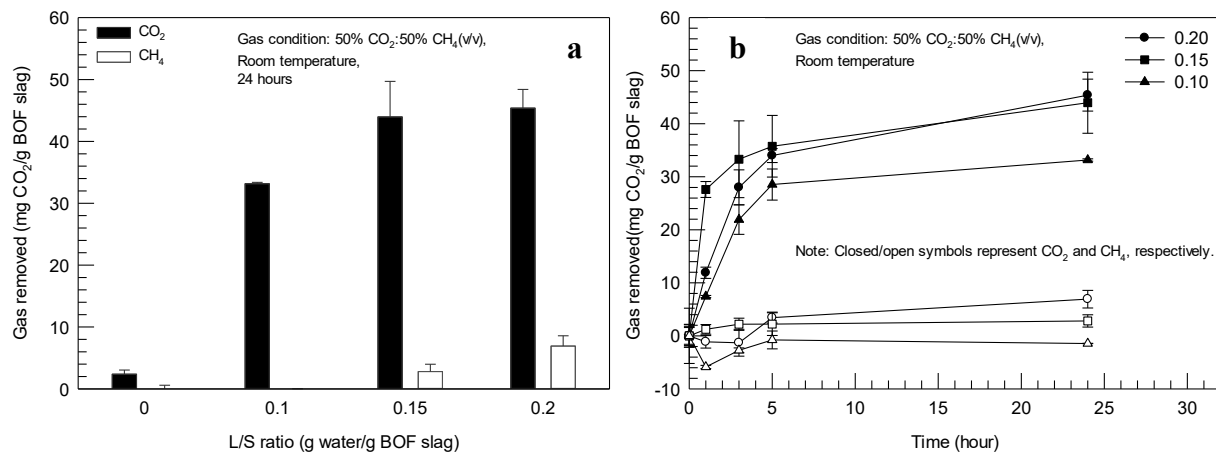 60
50
40
30
20
10
0
Gas removed (mg CO₂/g BOF slag)
CO₂
CH₄
Gas condition: 50% CO₂:50% CH₄(v/v),
Room temperature,
24 hours
a
0 0.1 0.15 0.2
L/S ratio (g water/g BOF slag)
60
50
40
30
20
10
0
-10
Gas removed(mg CO₂/g BOF slag)
Gas condition: 50% CO₂:50% CH₄(v/v),
Room temperature
b
0.20
0.15
0.10
Note: Closed/open symbols represent CO₂ and CH₄, respectively.
0 5 10 15 20 25 30
Time (hour)